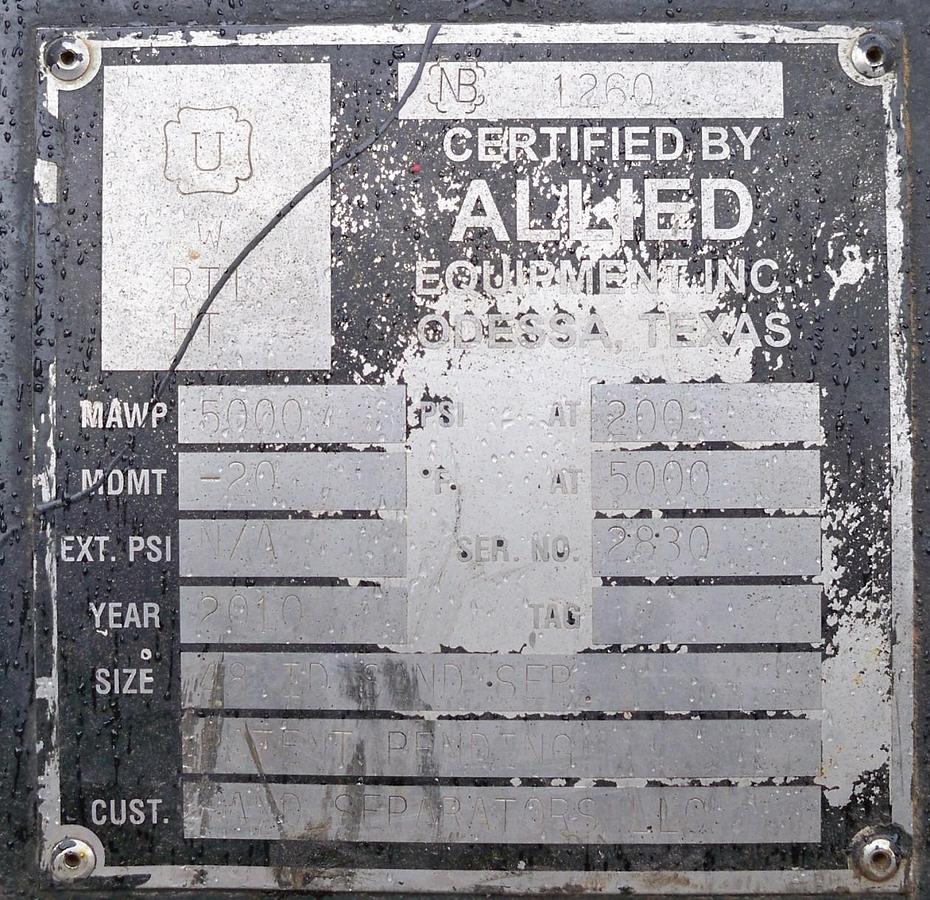 NB 1260
U
W
RT 1
HT
CERTIFIED BY
ALLIED
EQUIPMENT, INC.
ODESSA, TEXAS
MAWP 5000 PSI AT 200
MDMT -20 °F. AT 5000
EXT. PSI N/A SER. NO. 2830
YEAR 2010 TAG
SIZE 48 ID SAND SEP
PENDING
CUST. SEPARATORS LLC